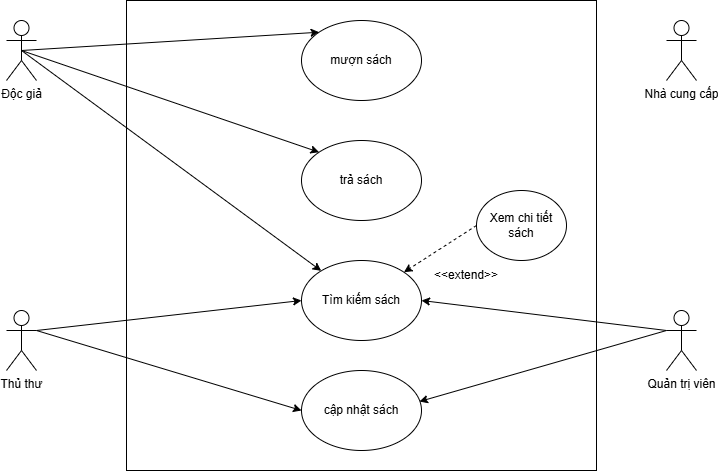 mượn sách
Độc giả
Nhà cung cấp
trả sách
Xem chi tiết
sách
<<extend>>
Tìm kiếm sách
Thủ thư
Quản trị viên
cập nhật sách